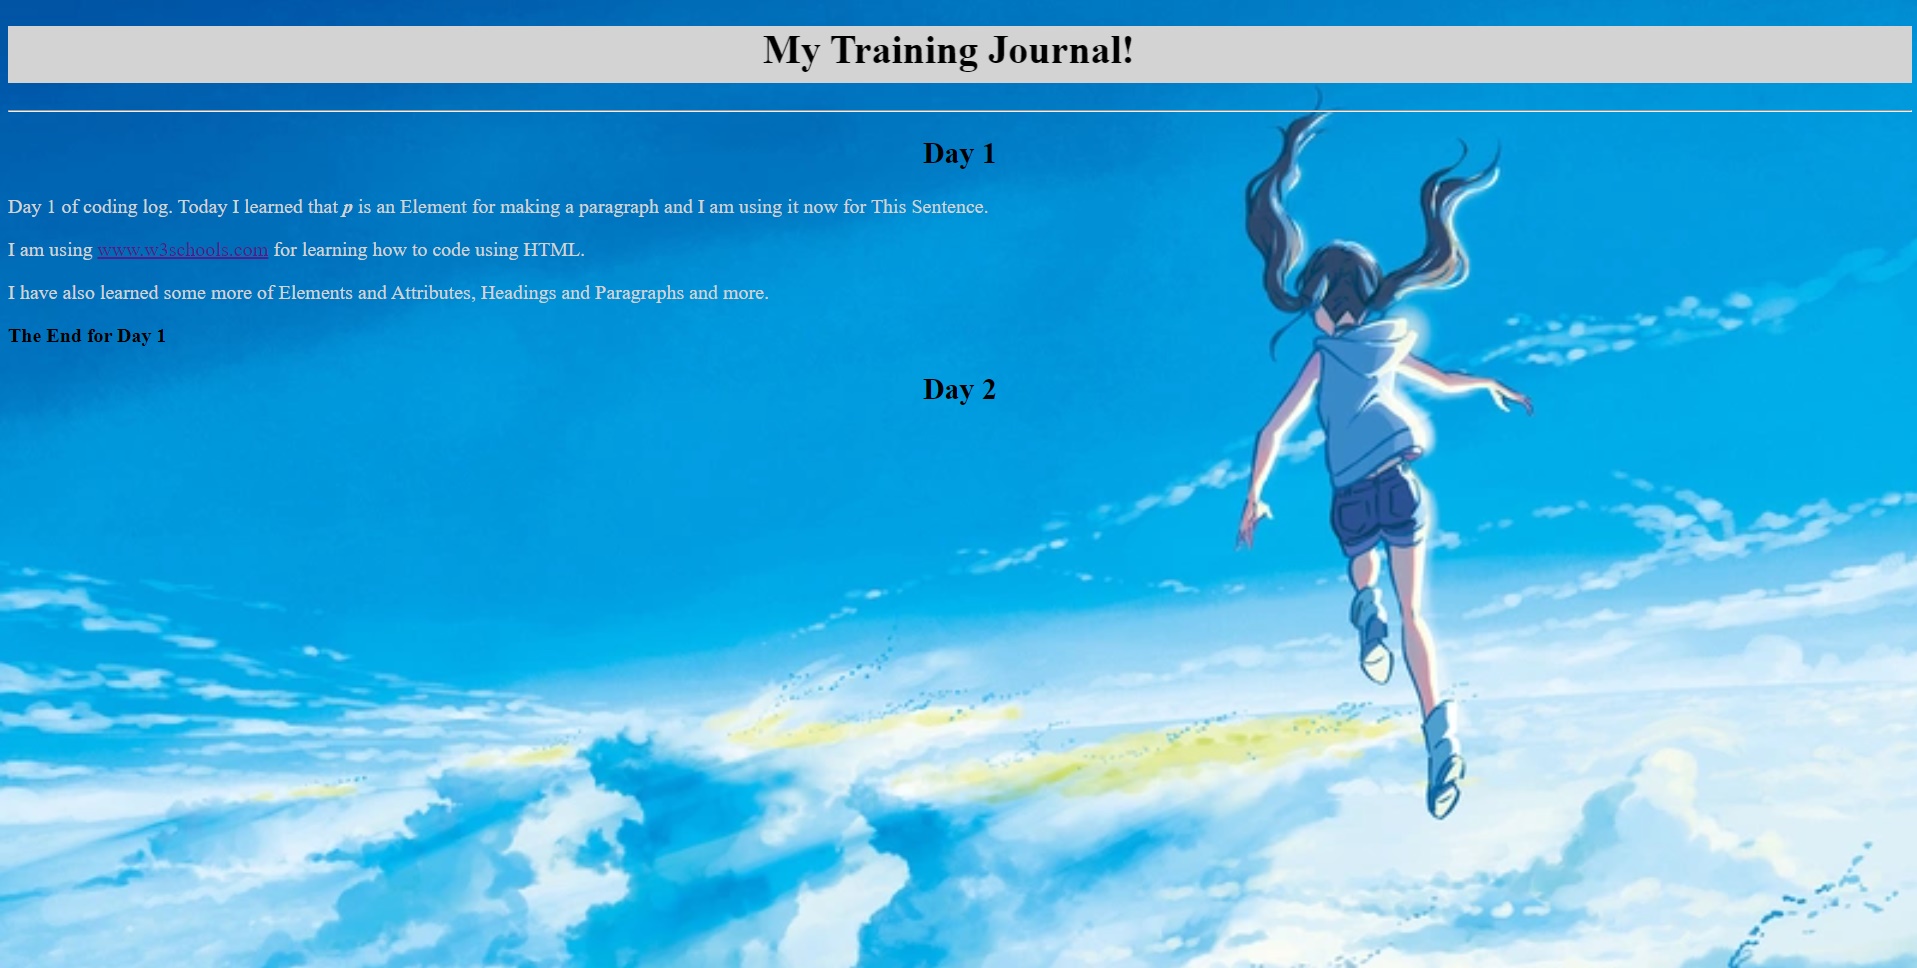 My Training Journal!
Day 1
Day 1 of coding log. Today I learned that p is an Element for making a paragraph and I am using it now for This Sentence.
I am using www.w3schools.com for learning how to code using HTML.
I have also learned some more of Elements and Attributes, Headings and Paragraphs and more.
The End for Day 1
Day 2